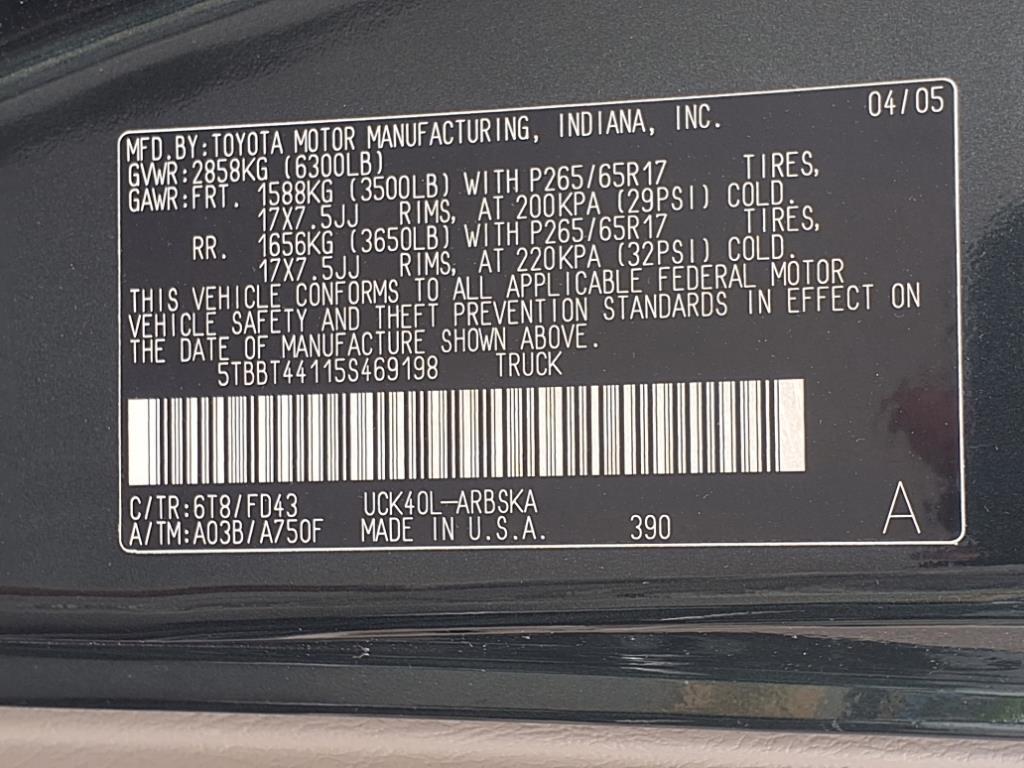 04/05
MFD.BY:TOYOTA MOTOR MANUFACTURING, INDIANA, INC.
GVWR:2858KG (6300LB)
GAWR:FRT. 1588KG (3500LB) WITH P265/65R17 TIRES,
17X7.5JJ RIMS, AT 200KPA (29PSI) COLD.
RR. 1656KG (3650LB) WITH P265/65R17 TIRES,
17X7.5JJ RIMS, AT 220KPA (32PSI) COLD.
THIS VEHICLE CONFORMS TO ALL APPLICABLE FEDERAL MOTOR
VEHICLE SAFETY AND THEFT PREVENTION STANDARDS IN EFFECT ON
THE DATE OF MANUFACTURE SHOWN ABOVE.
5TBBT44115S469198 TRUCK
C/TR:6T8/FD43 UCK40L-ARBSKA
A/TM:A03B/A750F MADE IN U.S.A. 390 A